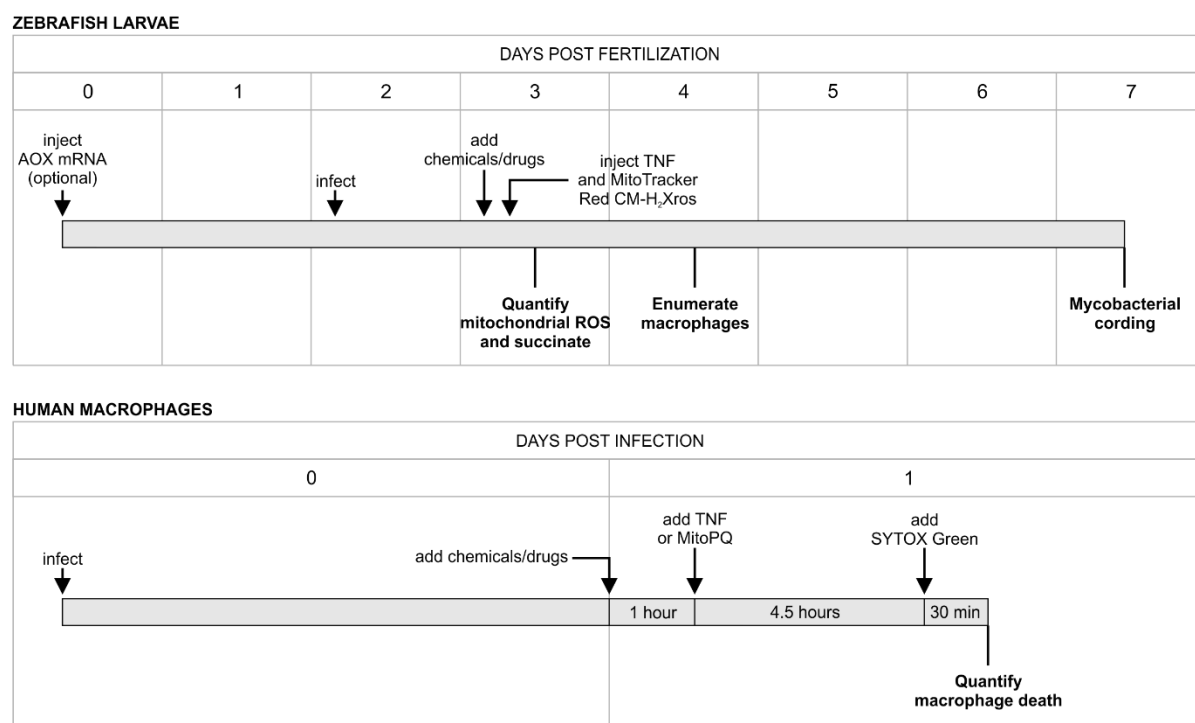 ZEBRAFISH LARVAE
DAYS POST FERTILIZATION
0 1 2 3 4 5 6 7
inject
AOX mRNA
(optional)
infect
add
chemicals/drugs
inject TNF
and MitoTracker
Red CM-H₂Xros
Quantify
mitochondrial ROS
and succinate
Enumerate
macrophages
Mycobacterial
cording
HUMAN MACROPHAGES
DAYS POST INFECTION
0 1
infect
add chemicals/drugs
add TNF
or MitoPQ
add
SYTOX Green
1 hour 4.5 hours 30 min
Quantify
macrophage death